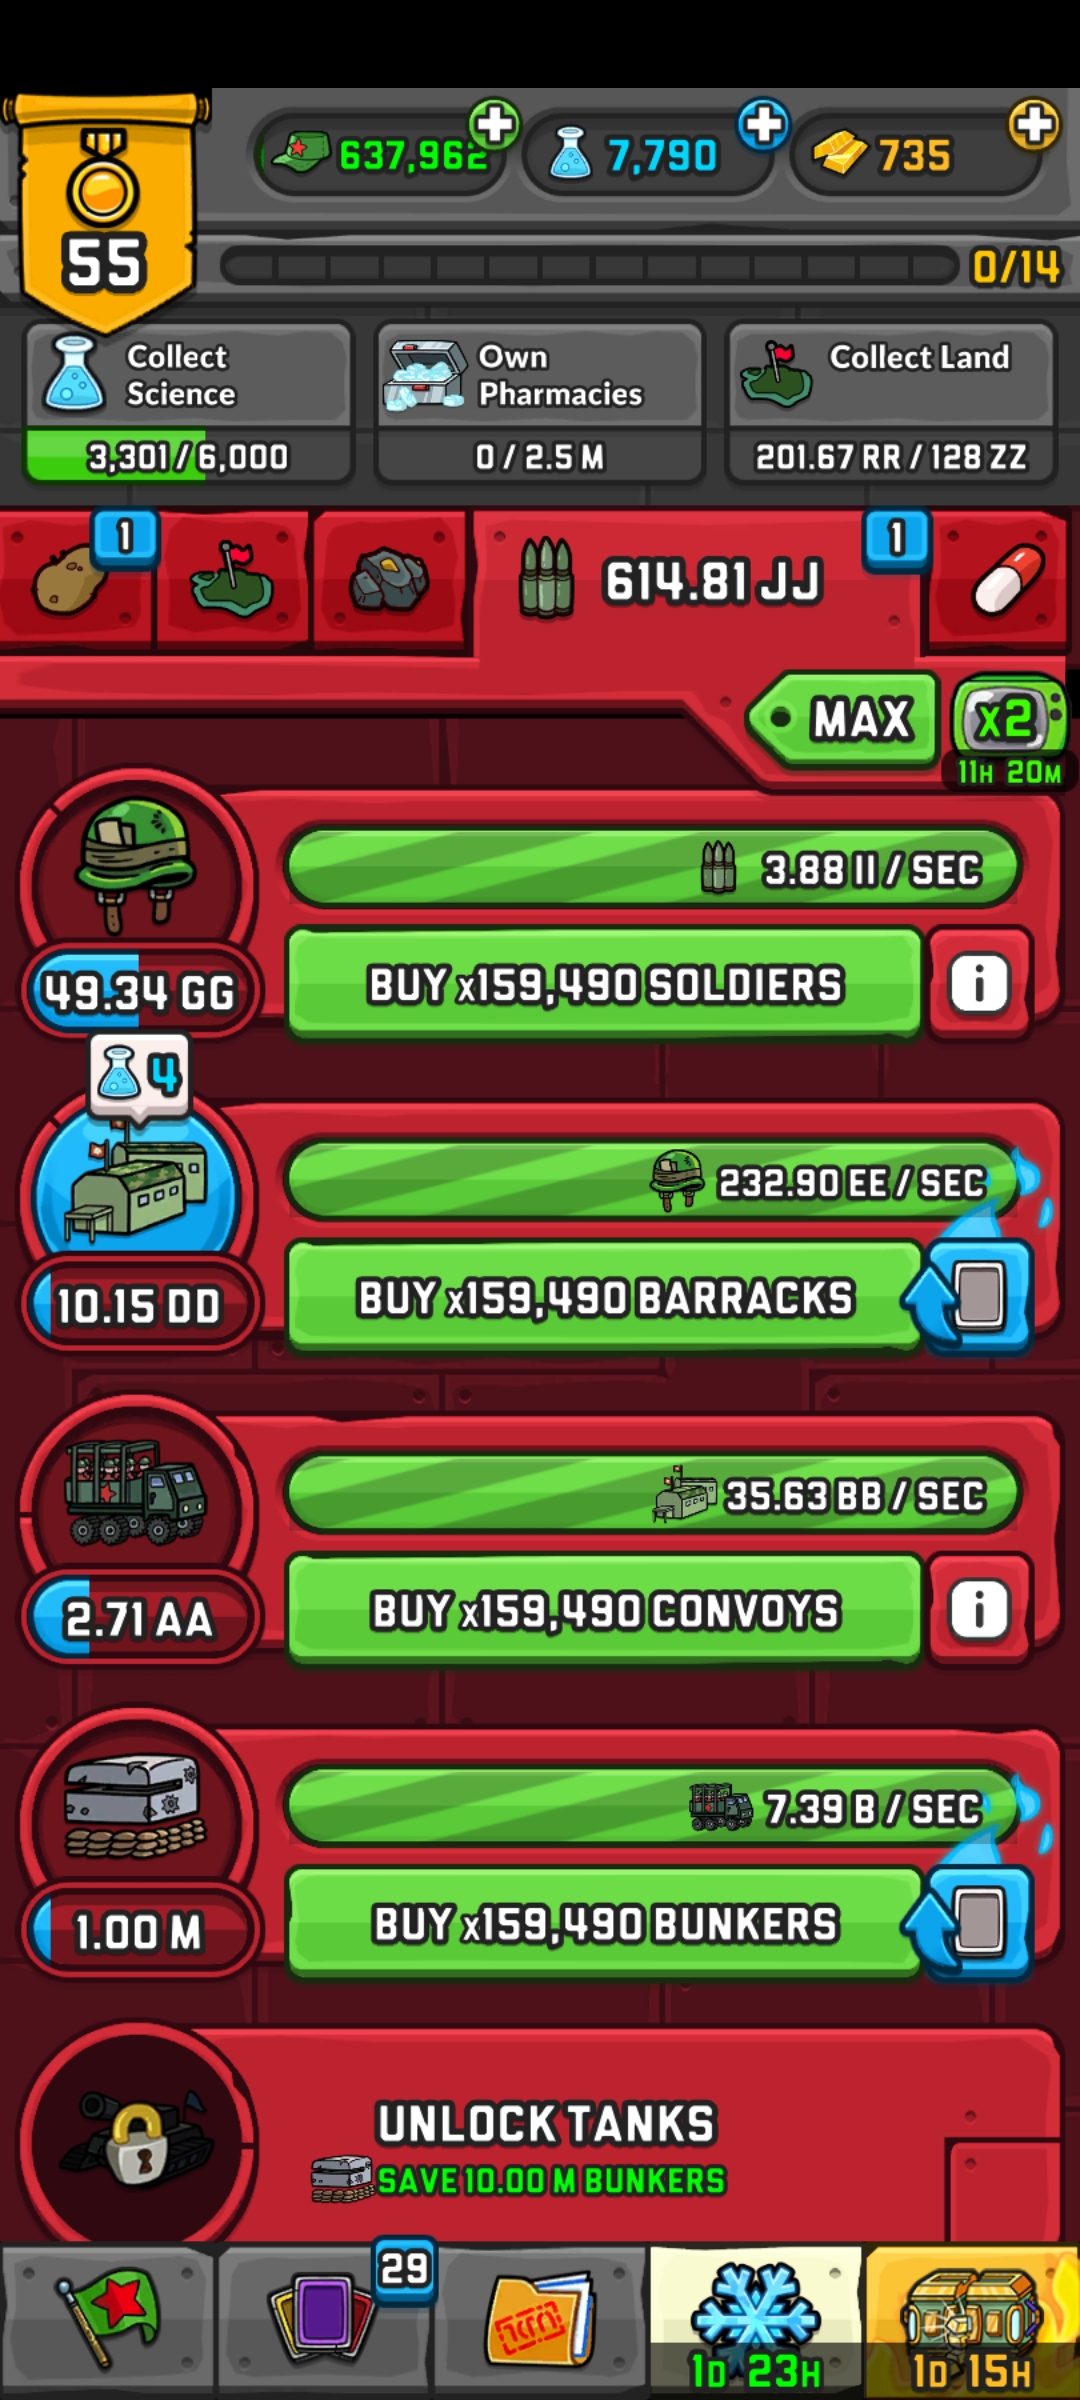 55
637,962
7,790
735
0/14
Collect
Science
3,301/6,000
Own
Pharmacies
0/2.5 M
Collect Land
201.67 RR/128 ZZ
1
614.81 JJ
1
MAX
x2
11H 20M
3.88 II/SEC
49.34 GG
BUY x159,490 SOLDIERS
i
4
232.90 EE/SEC
10.15 DD
BUY x159,490 BARRACKS
35.63 BB/SEC
2.71 AA
BUY x159,490 CONVOYS
i
7.39 B/SEC
1.00 M
BUY x159,490 BUNKERS
UNLOCK TANKS
SAVE 10.00 M BUNKERS
29
1D 23H
1D 15H